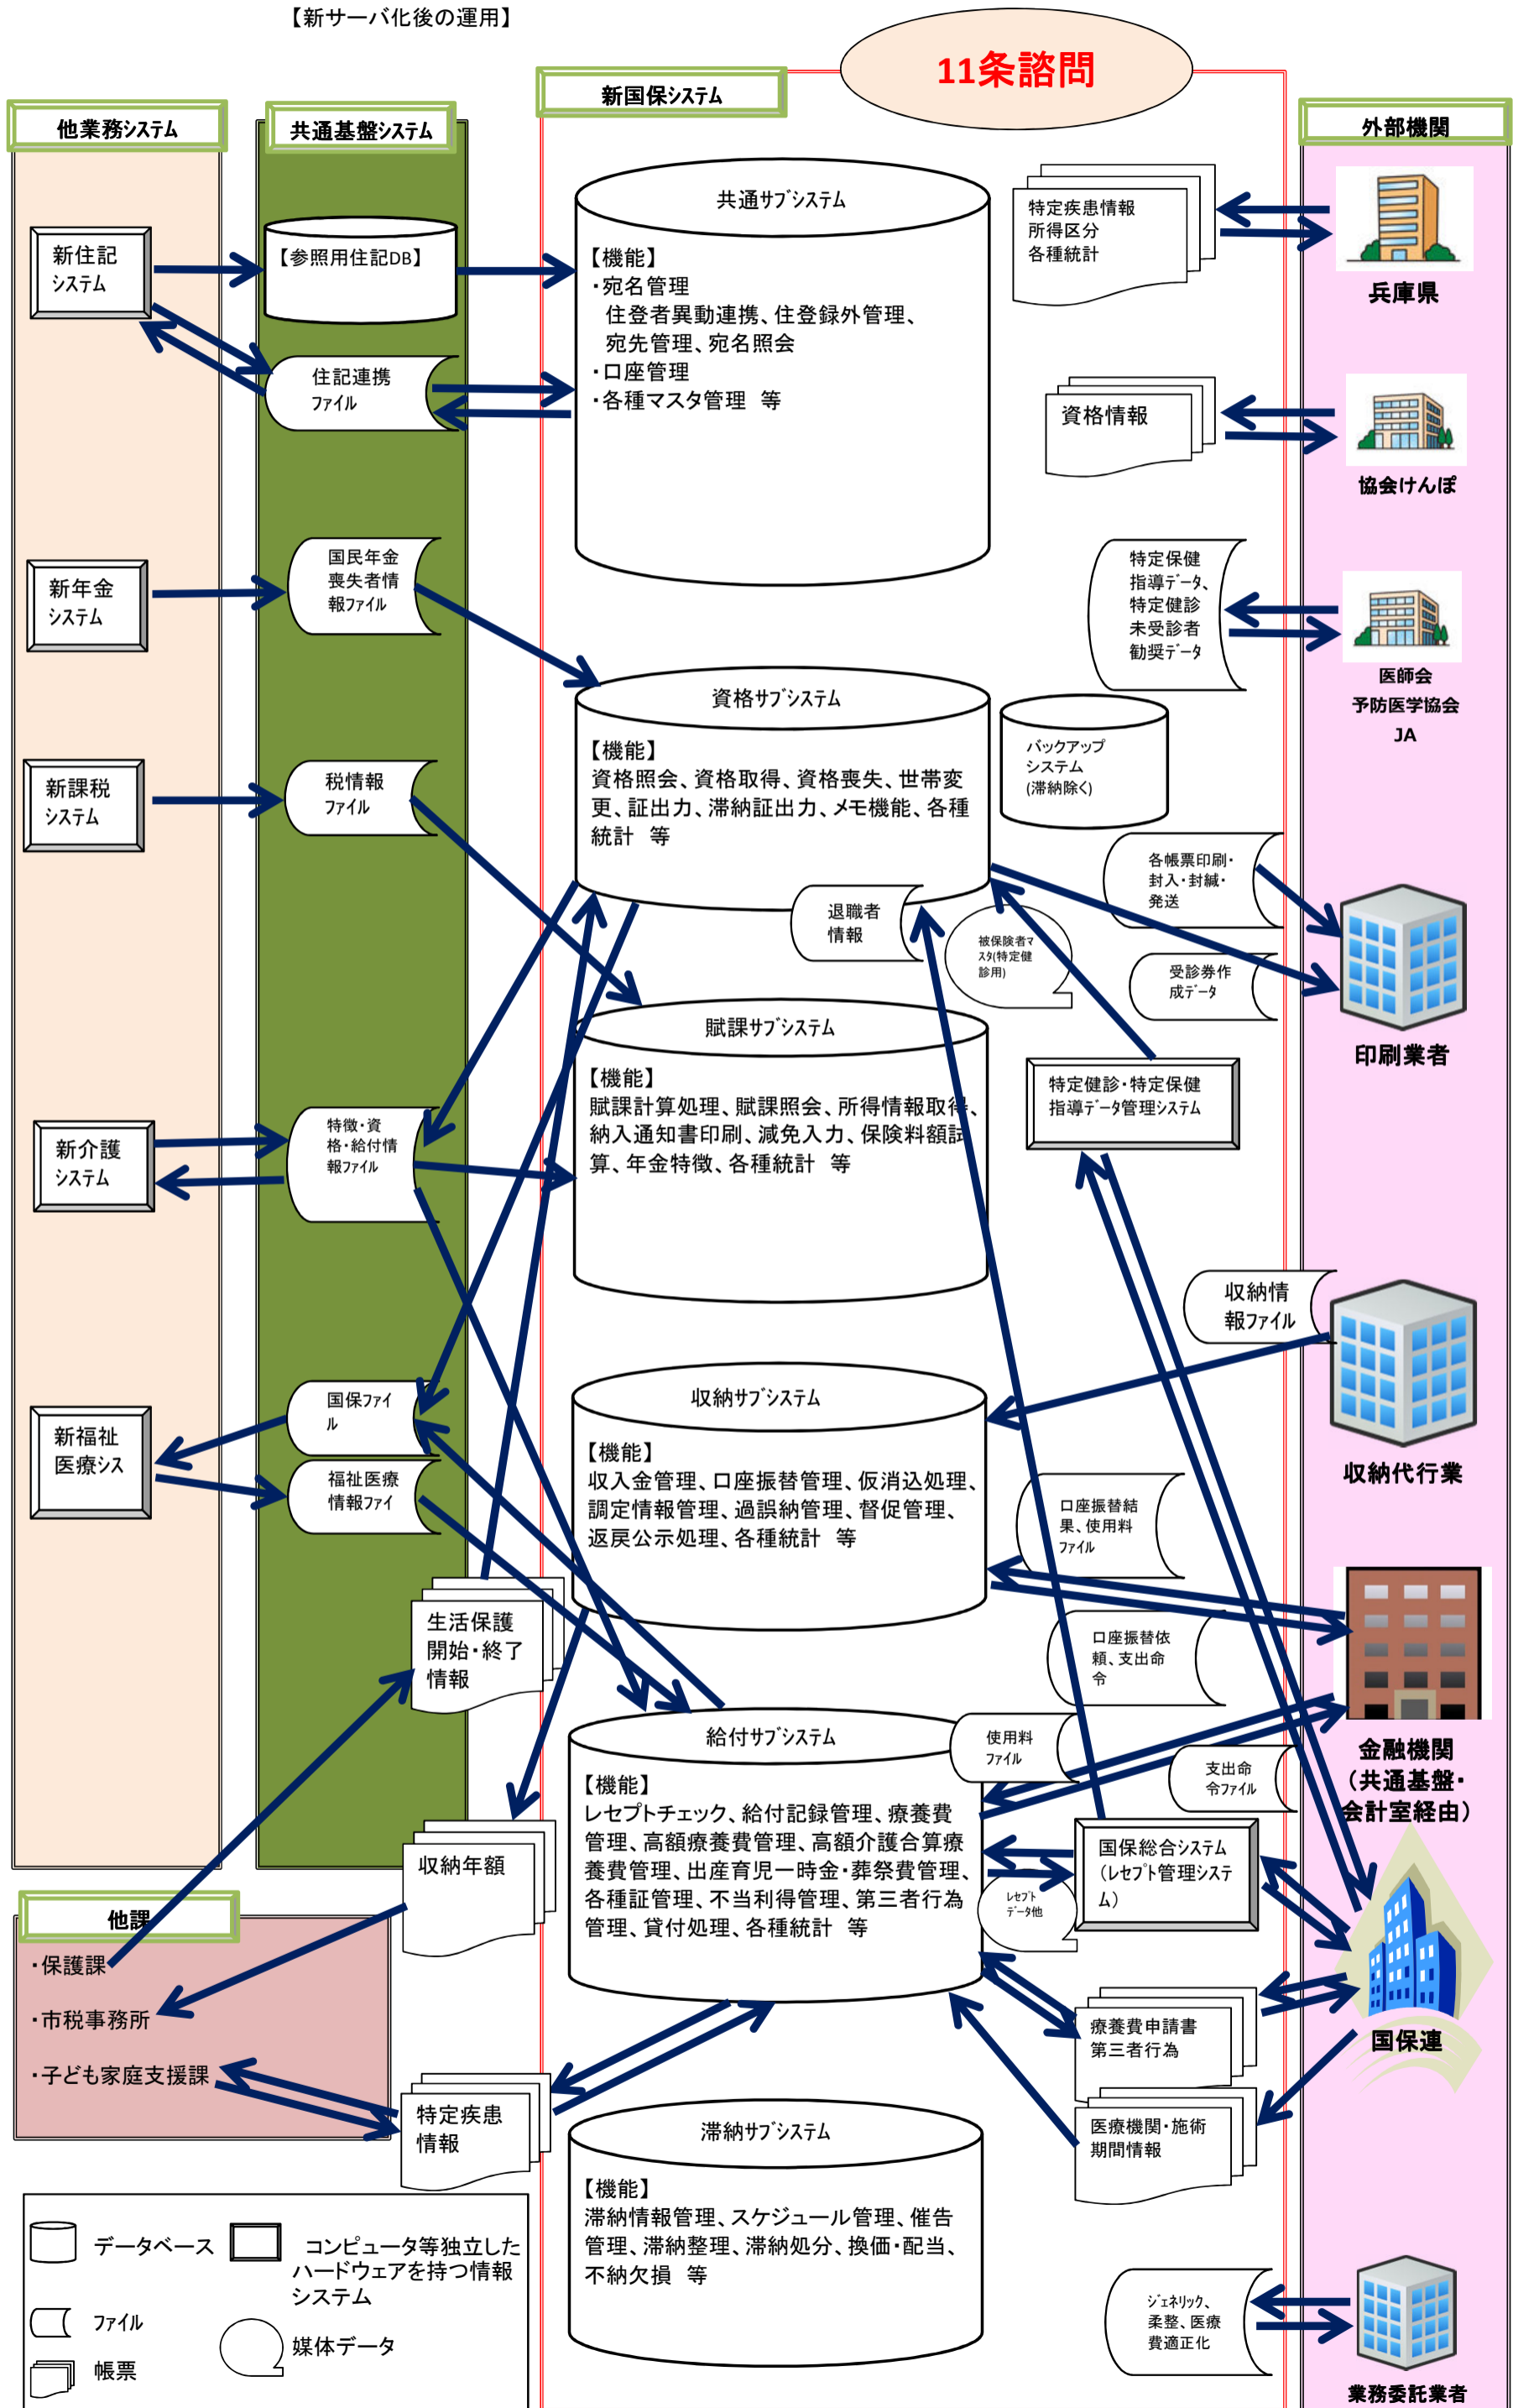 【新サーバ化後の運用】
11条諮問
新国保システム
他業務システム
共通基盤システム
外部機関
新住記
システム
【参照用住記DB】
住記連携
ファイル
共通サブシステム
【機能】
・宛名管理
住登者異動連携、住登録外管理、
宛先管理、宛名照会
・口座管理
・各種マスタ管理 等
特定疾患情報
所得区分
各種統計
兵庫県
資格情報
協会けんぽ
新年金
システム
国民年金
喪失者情
報ファイル
特定保健
指導データ、
特定健診
未受診者
勧奨データ
医師会
予防医学協会
JA
資格サブシステム
【機能】
資格照会、資格取得、資格喪失、世帯変
更、証出力、滞納証出力、メモ機能、各種
統計 等
バックアップ
システム
(滞納除く)
新課税
システム
税情報
ファイル
各帳票印刷・
封入・封緘・
発送
退職者
情報
被保険者マ
スタ(特定健
診用)
受診券作
成データ
印刷業者
賦課サブシステム
【機能】
賦課計算処理、賦課照会、所得情報取得、
納入通知書印刷、減免入力、保険料額試
算、年金特徴、各種統計 等
特定健診・特定保健
指導データ管理システム
新介護
システム
特徴・資
格・給付情
報ファイル
収納情
報ファイル
収納代行業
新福祉
医療シス
国保ファイ
ル
福祉医療
情報ファイ
収納サブシステム
【機能】
収入金管理、口座振替管理、仮消込処理、
調定情報管理、過誤納管理、督促管理、
返戻公示処理、各種統計 等
口座振替結
果、使用料
ファイル
生活保護
開始・終了
情報
口座振替依
頼、支出命
令
金融機関
（共通基盤・
会計室経由）
給付サブシステム
【機能】
レセプトチェック、給付記録管理、療養費
管理、高額療養費管理、高額介護合算療
養費管理、出産育児一時金・葬祭費管理、
各種証管理、不当利得管理、第三者行為
管理、貸付処理、各種統計 等
使用料
ファイル
支出命
令ファイル
国保総合システム
（レセプト管理システ
ム）
レセプト
データ他
収納年額
他課
・保護課
・市税事務所
・子ども家庭支援課
国保連
療養費申請書
第三者行為
医療機関・施術
期間情報
特定疾患
情報
滞納サブシステム
【機能】
滞納情報管理、スケジュール管理、催告
管理、滞納整理、滞納処分、換価・配当、
不納欠損 等
ジェネリック、
柔整、医療
費適正化
業務委託業者
データベース
コンピュータ等独立した
ハードウェアを持つ情報
システム
ファイル
媒体データ
帳票